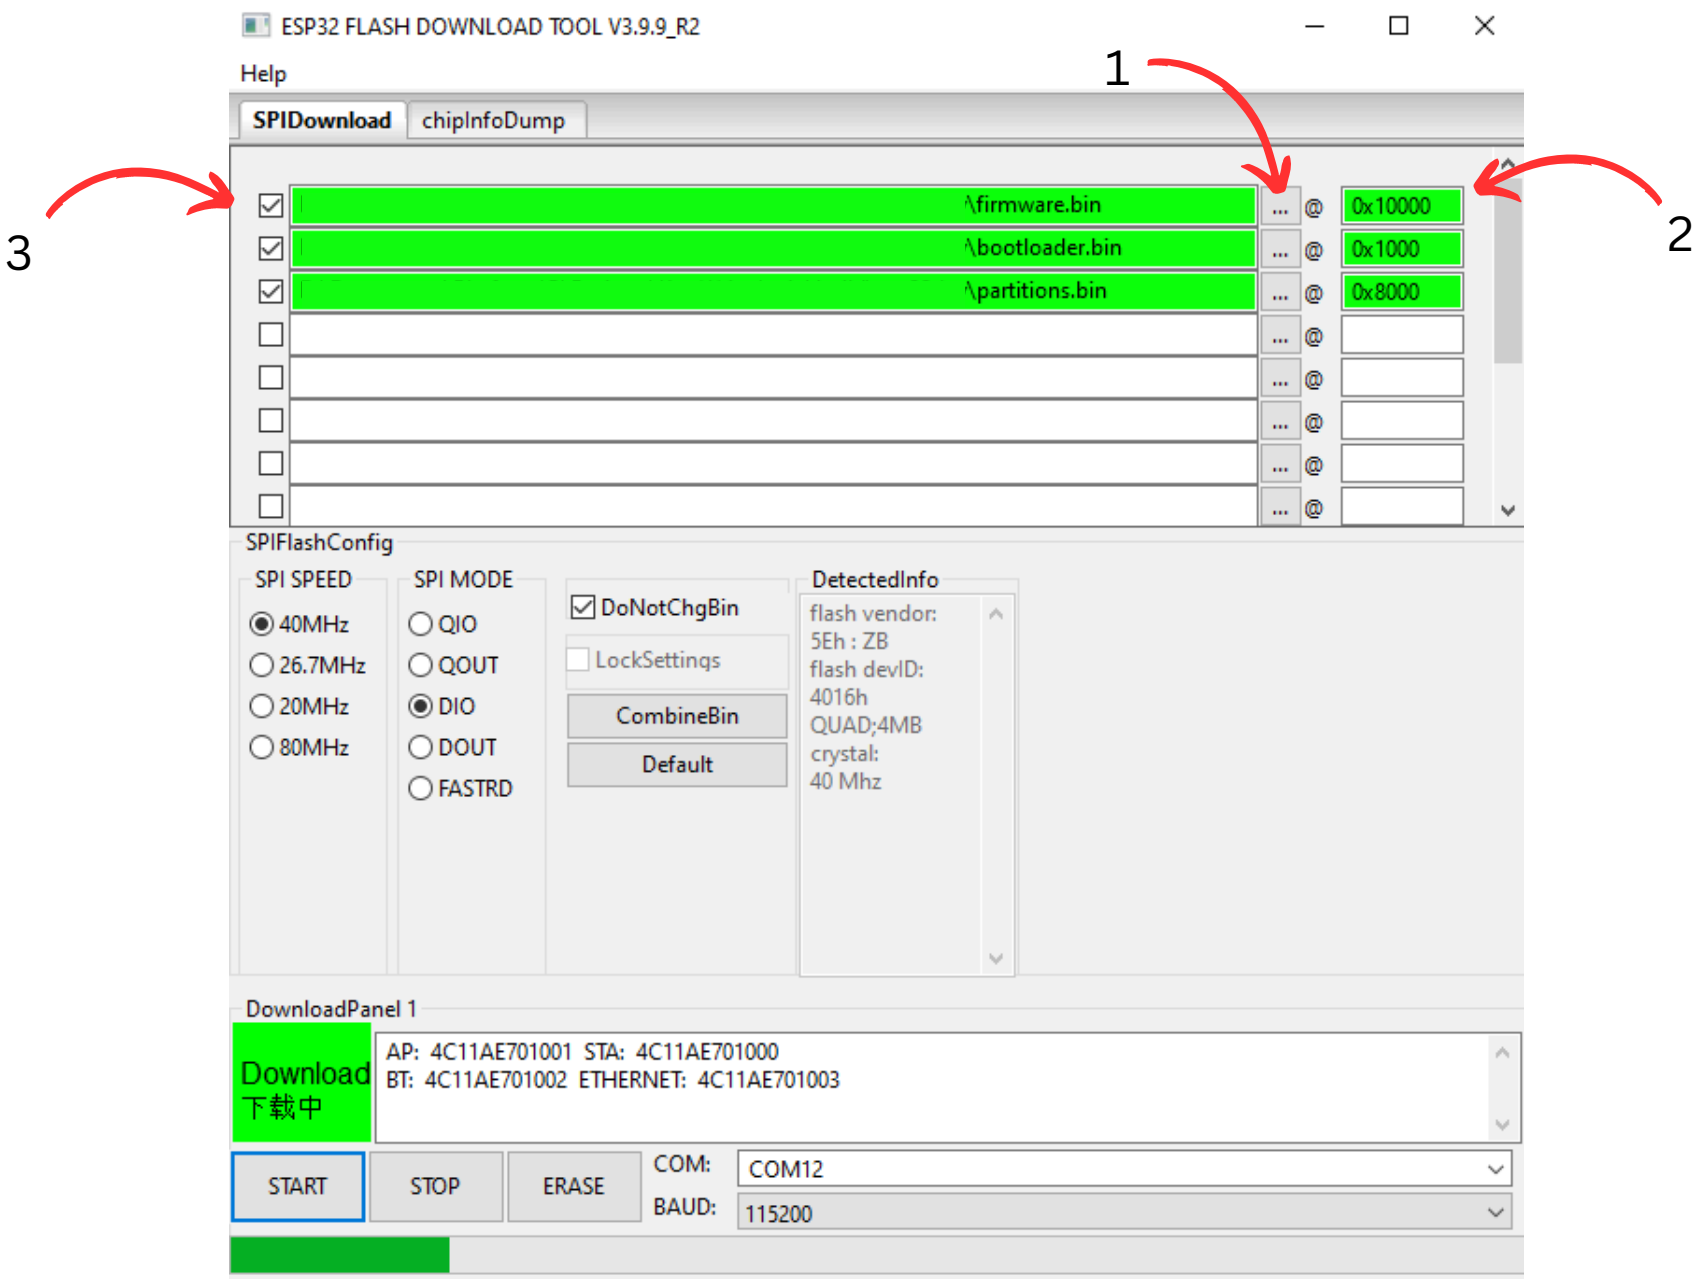 ESP32 FLASH DOWNLOAD TOOL V3.9.9_R2
Help
1
SPIDownload chipInfoDump
3
2
\firmware.bin ... @ 0x10000
\bootloader.bin ... @ 0x1000
\partitions.bin ... @ 0x8000
... @
... @
... @
... @
... @
SPIFlashConfig
SPI SPEED
40MHz
26.7MHz
20MHz
80MHz
SPI MODE
QIO
QOUT
DIO
DOUT
FASTRD
DoNotChgBin
LockSettings
CombineBin
Default
DetectedInfo
flash vendor:
5Eh : ZB
flash devID:
4016h
QUAD;4MB
crystal:
40 Mhz
DownloadPanel 1
Download
下载中
AP: 4C11AE701001 STA: 4C11AE701000
BT: 4C11AE701002 ETHERNET: 4C11AE701003
START STOP ERASE
COM: COM12
BAUD: 115200